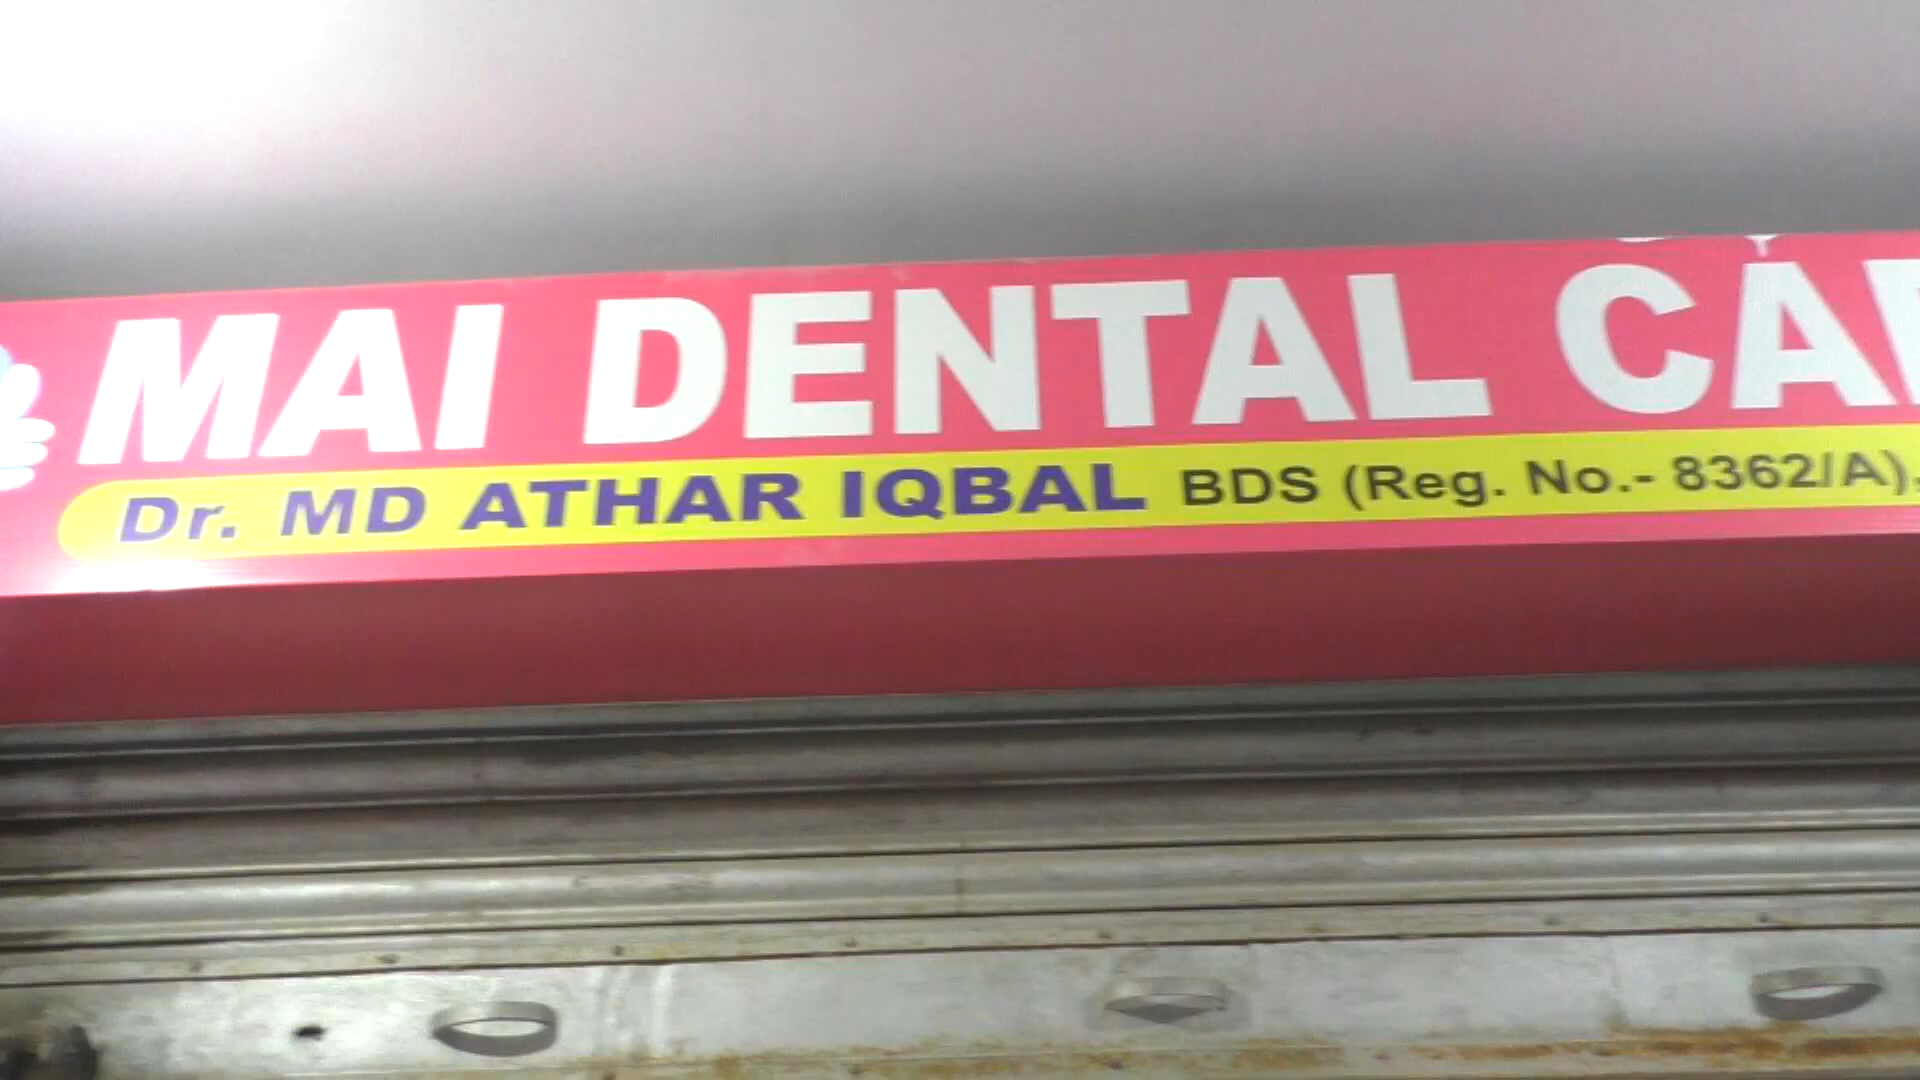 MAI DENTAL
Dr. MD ATHAR IQBAL BDS (Reg. No.- 8362/A),